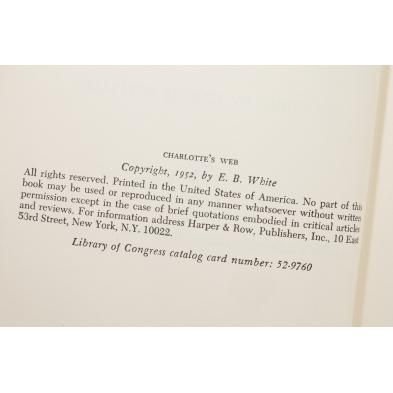 CHARLOTTE'S WEB
Copyright, 1952, by E. B. White
All rights reserved. Printed in the United States of America. No part of this
book may be used or reproduced in any manner whatsoever without written
permission except in the case of brief quotations embodied in critical articles
and reviews. For information address Harper & Row, Publishers, Inc., 10 East
53rd Street, New York, N.Y. 10022.
Library of Congress catalog card number: 52-9760